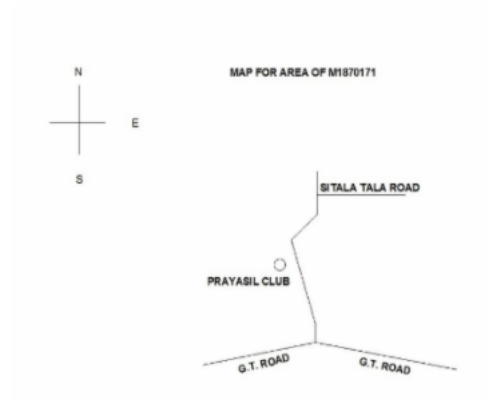 N
MAP FOR AREA OF M1870171
E
S
SITALA TALA ROAD
PRAYASIL CLUB
G.T. ROAD
G.T. ROAD